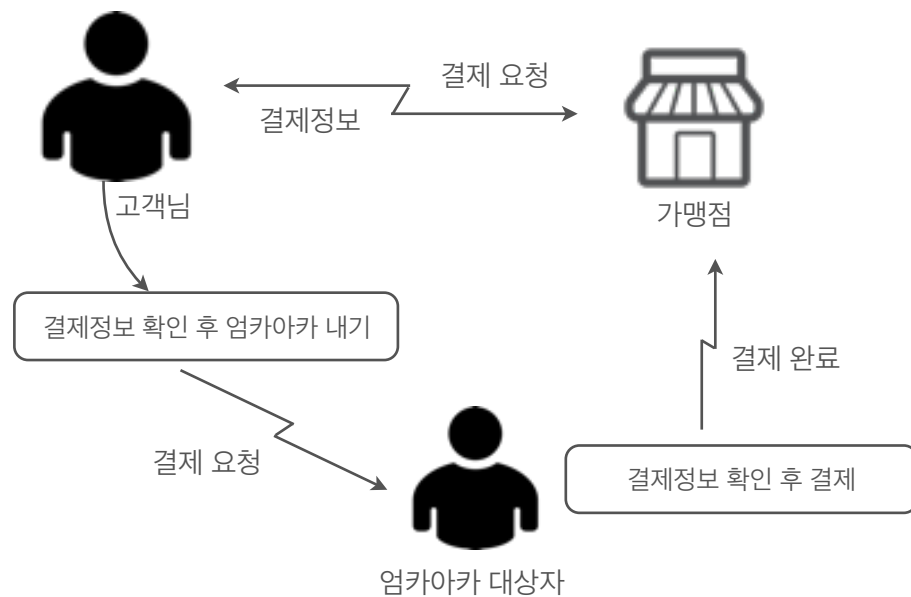 결제 요청
결제정보
고객님
가맹점
결제정보 확인 후 엄카아카 내기
결제 완료
결제 요청
결제정보 확인 후 결제
엄카아카 대상자